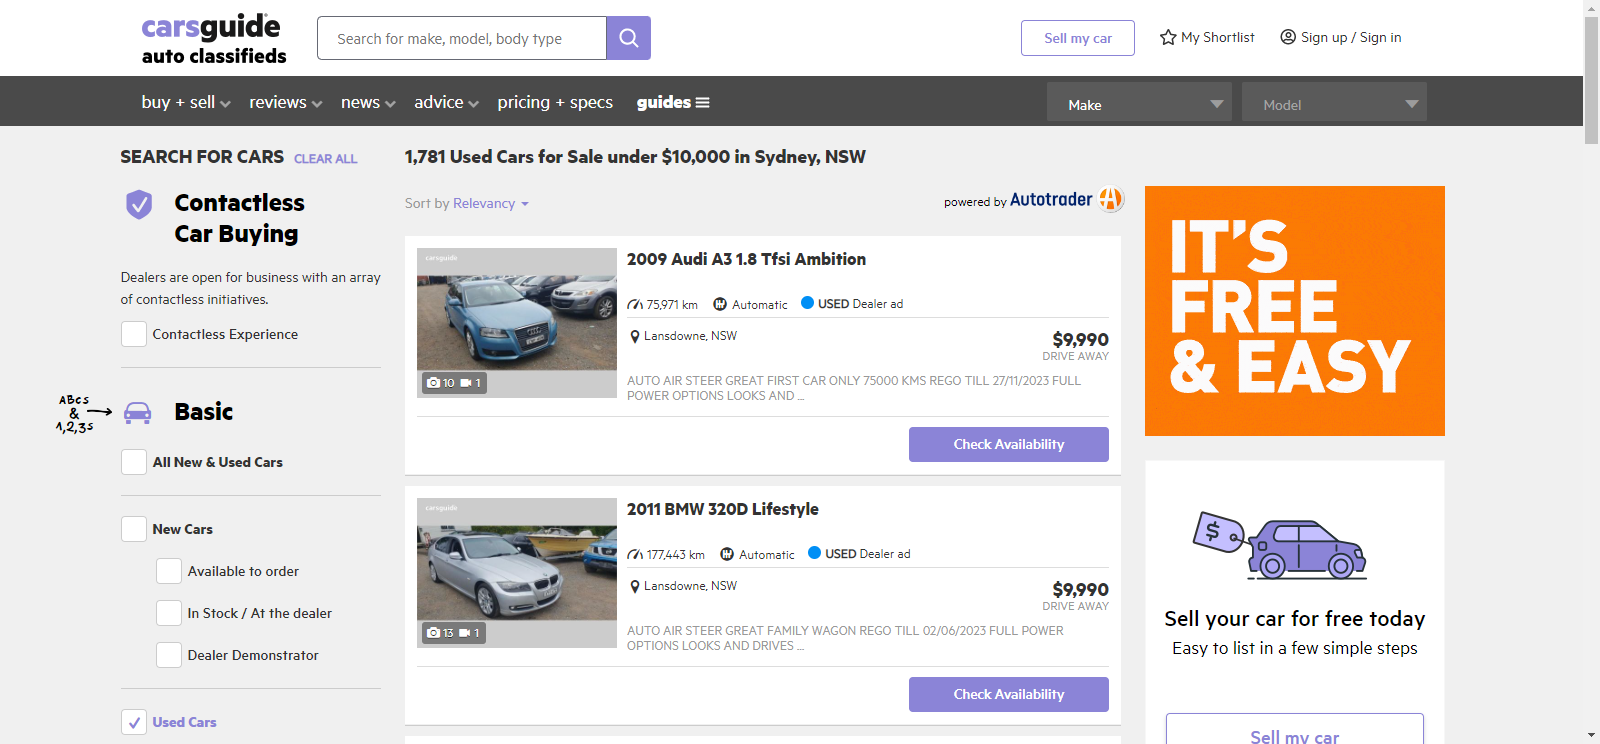 carsguide
auto classifieds
Search for make, model, body type
Sell my car
My Shortlist
Sign up / Sign in
buy + sell
reviews
news
advice
pricing + specs
guides
Make
Model
SEARCH FOR CARS CLEAR ALL
Contactless
Car Buying
Dealers are open for business with an array
of contactless initiatives.
Contactless Experience
ABCs
&
1,2,3s
Basic
All New & Used Cars
New Cars
Available to order
In Stock / At the dealer
Dealer Demonstrator
Used Cars
1,781 Used Cars for Sale under $10,000 in Sydney, NSW
Sort by Relevancy
powered by Autotrader
carsguide
10 1
2009 Audi A3 1.8 Tfsi Ambition
75,971 km Automatic USED Dealer ad
Lansdowne, NSW
$9,990
DRIVE AWAY
AUTO AIR STEER GREAT FIRST CAR ONLY 75000 KMS REGO TILL 27/11/2023 FULL
POWER OPTIONS LOOKS AND ...
Check Availability
carsguide
13 1
2011 BMW 320D Lifestyle
177,443 km Automatic USED Dealer ad
Lansdowne, NSW
$9,990
DRIVE AWAY
AUTO AIR STEER GREAT FAMILY WAGON REGO TILL 02/06/2023 FULL POWER
OPTIONS LOOKS AND DRIVES ...
Check Availability
IT'S
FREE
& EASY
$
Sell your car for free today
Easy to list in a few simple steps
Sell my car